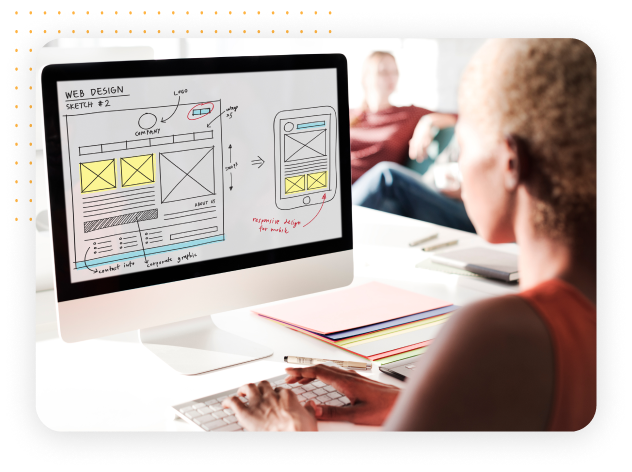 WEB DESIGN
SKETCH #2
LOGO
COMPANY
ABOUT US
contact info
corporate graphic
responsive design
for mobile